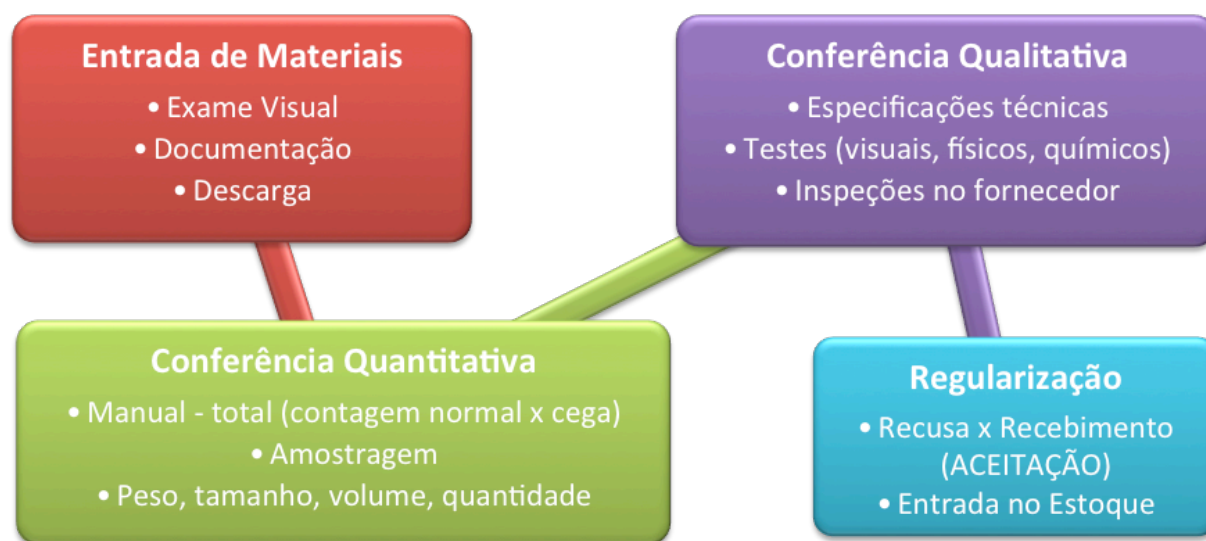 Entrada de Materiais
• Exame Visual
• Documentação
• Descarga
Conferência Quantitativa
• Manual - total (contagem normal x cega)
• Amostragem
• Peso, tamanho, volume, quantidade
Conferência Qualitativa
• Especificações técnicas
• Testes (visuais, físicos, químicos)
• Inspeções no fornecedor
Regularização
• Recusa x Recebimento
(ACEITAÇÃO)
• Entrada no Estoque